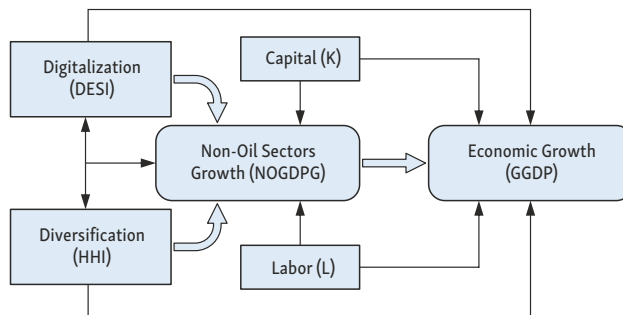 Digitalization
(DESI)
Capital (K)
Non-Oil Sectors
Growth (NOGDPG)
Economic Growth
(GGDP)
Diversification
(HHI)
Labor (L)